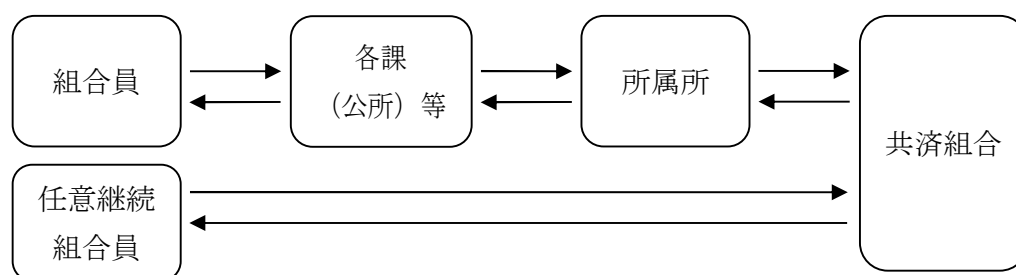 組合員
各課
（公所）等
所属所
共済組合
任意継続
組合員